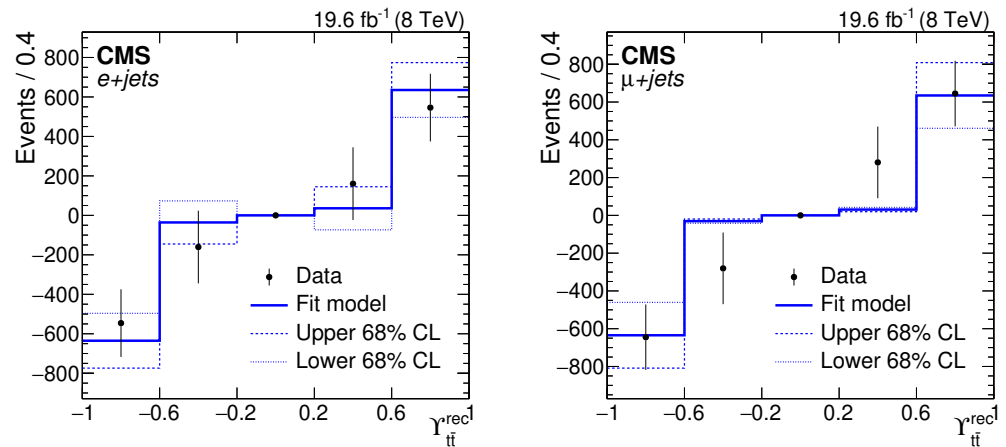 19.6 fb⁻¹ (8 TeV)
CMS
e+jets
Events / 0.4
800
600
400
200
0
−200
−400
−600
−800
Data
Fit model
Upper 68% CL
Lower 68% CL
−1 −0.6 −0.2 0.2 0.6 1
ϒ^rec_tt̄
19.6 fb⁻¹ (8 TeV)
CMS
μ+jets
Events / 0.4
800
600
400
200
0
−200
−400
−600
−800
Data
Fit model
Upper 68% CL
Lower 68% CL
−1 −0.6 −0.2 0.2 0.6 1
ϒ^rec_tt̄